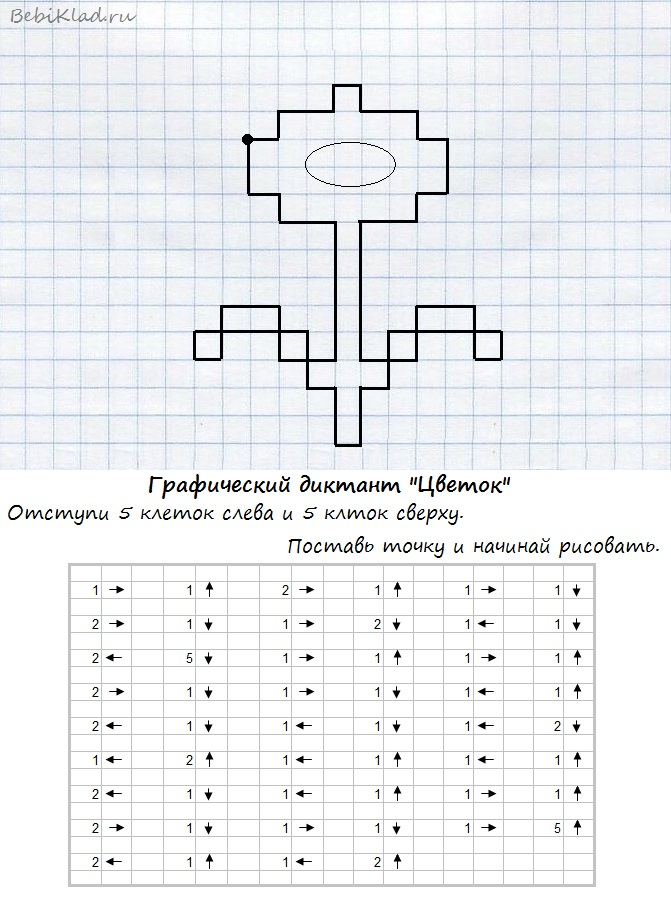 BebiKlad.ru
Графический диктант "Цветок"
Отступи 5 клеток слева и 5 клток сверху.
Поставь точку и начинай рисовать.
1 → 1 ↑ 2 → 1 ↑ 1 → 1 ↓
2 → 1 ↓ 1 → 2 ↓ 1 ← 1 ↓
2 ← 5 ↓ 1 → 1 ↑ 1 → 1 ↑
2 → 1 ↓ 1 → 1 ↓ 1 ← 1 ↑
2 ← 1 ↓ 1 ← 1 ↓ 1 ← 2 ↓
1 ← 2 ↑ 1 ← 1 ↑ 1 ← 1 ↑
2 ← 1 ↓ 1 ← 1 ↑ 1 → 1 ↑
2 → 1 ↓ 1 → 1 ↓ 1 → 5 ↑
2 ← 1 ↑ 1 ← 2 ↑